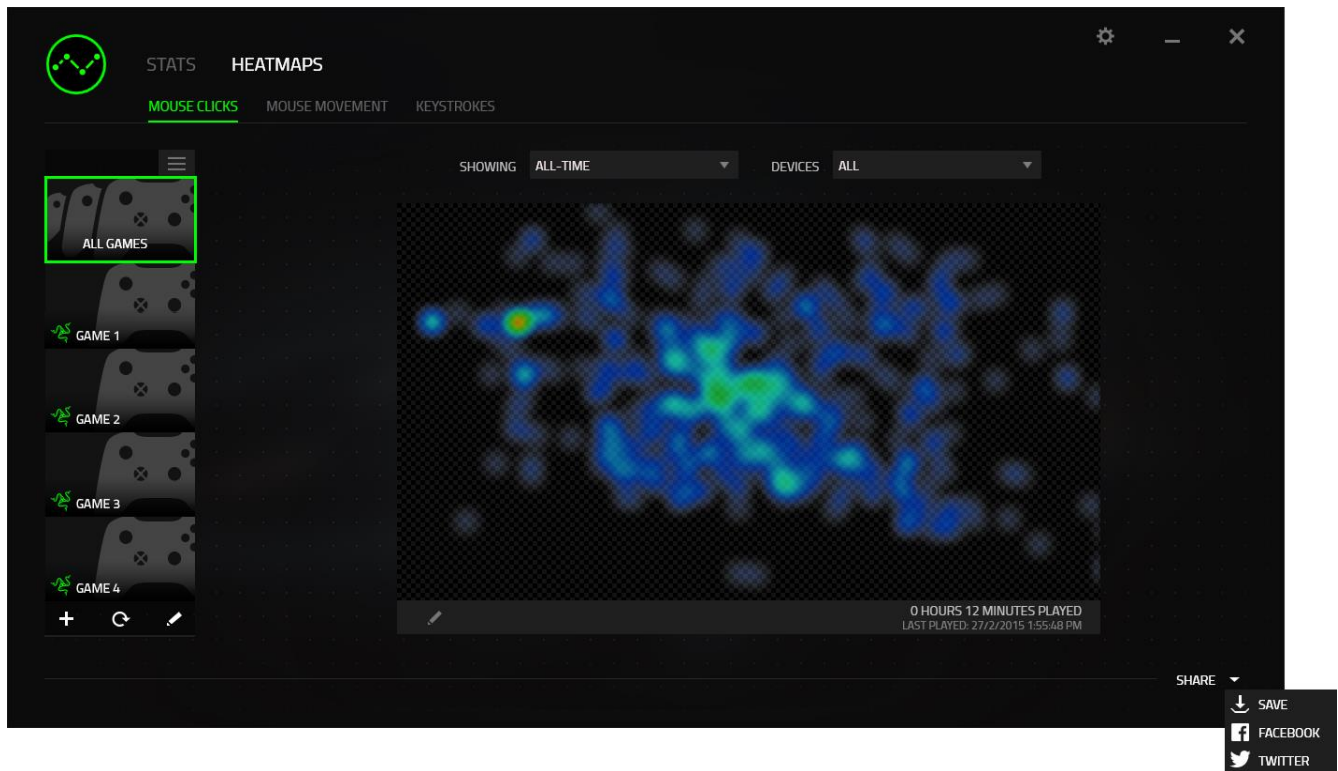 STATS HEATMAPS
MOUSE CLICKS MOUSE MOVEMENT KEYSTROKES
SHOWING ALL-TIME DEVICES ALL
ALL GAMES
GAME 1
GAME 2
GAME 3
GAME 4
0 HOURS 12 MINUTES PLAYED
LAST PLAYED: 27/2/2015 1:55:48 PM
SHARE
SAVE
FACEBOOK
TWITTER